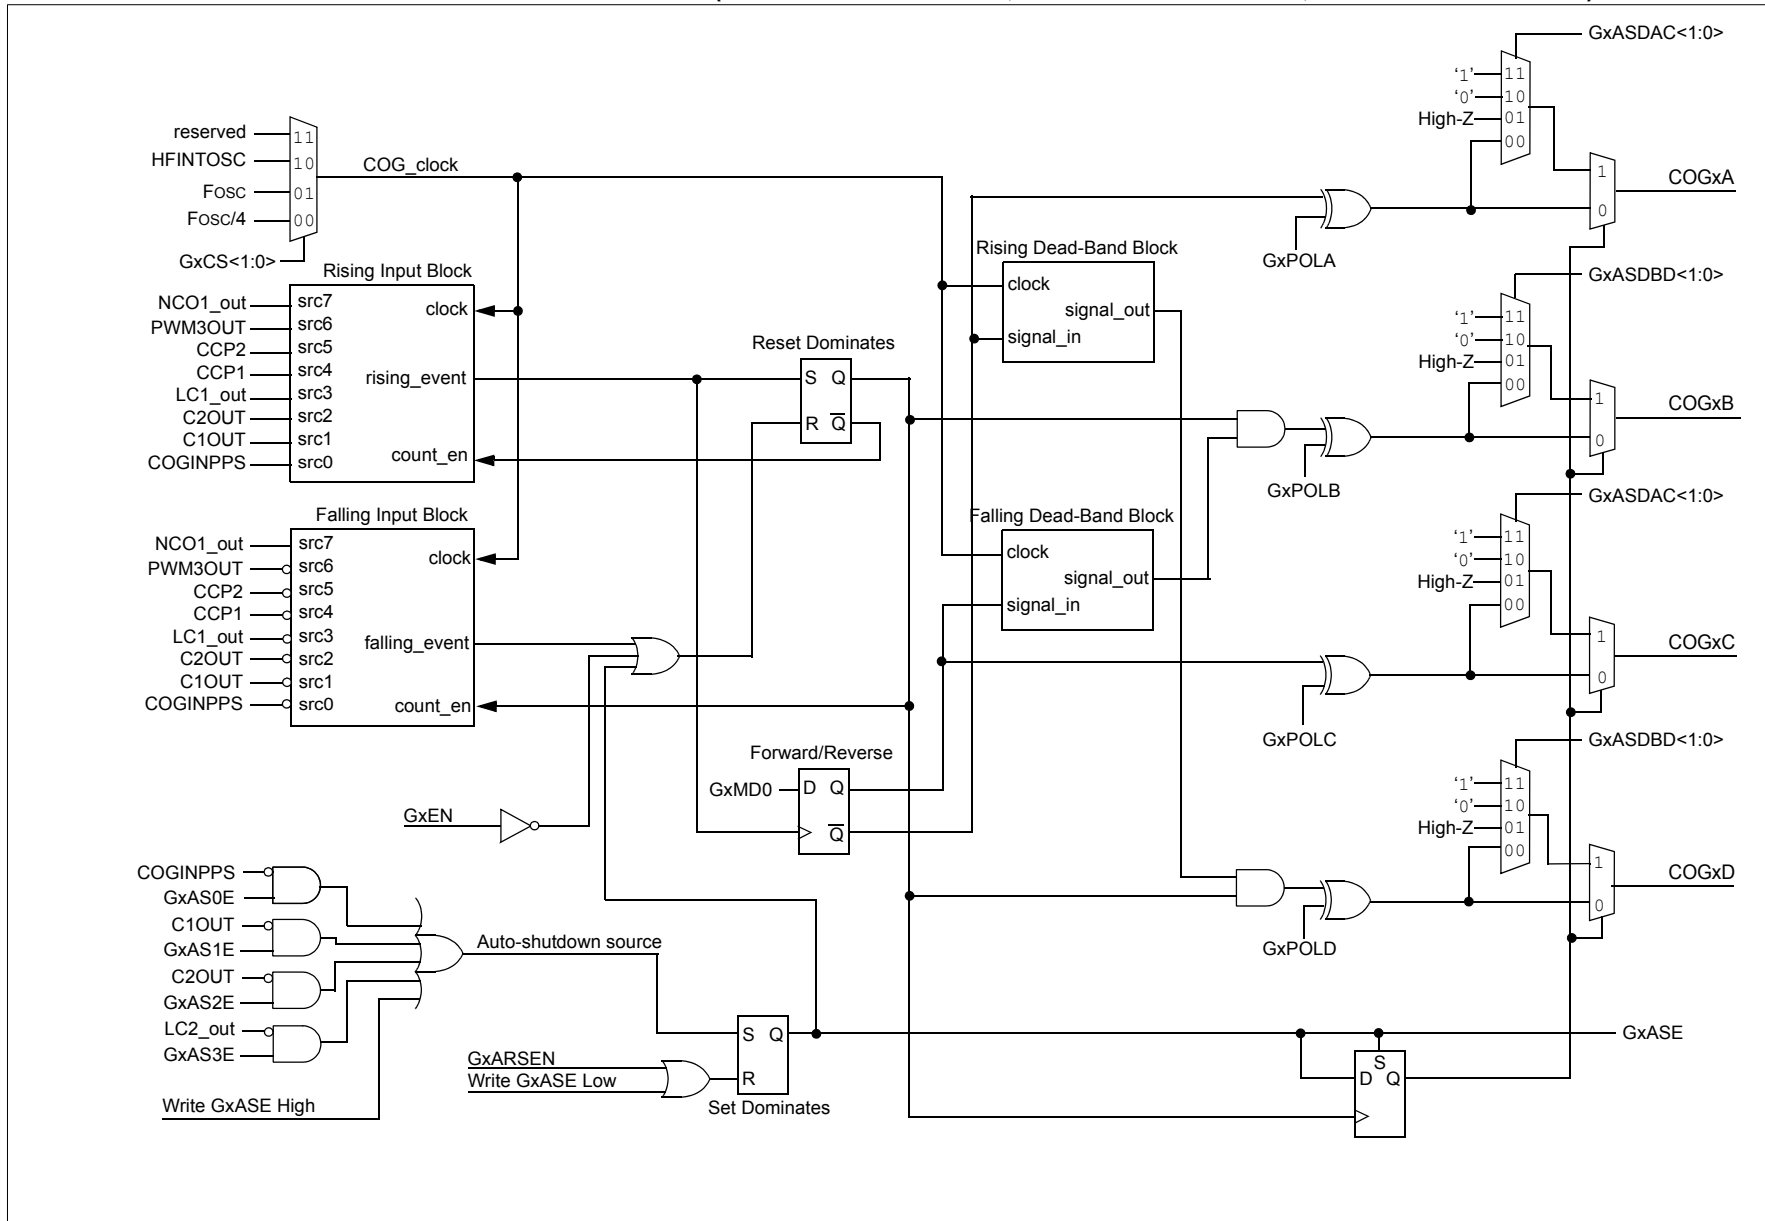 GxASDAC<1:0>
‘1’ 11
‘0’ 10
High-Z 01
00
1
0
COGxA
GxPOLA
reserved 11
HFINTOSC 10
FOSC 01
FOSC/4 00
GxCS<1:0>
COG_clock
Rising Input Block
NCO1_out src7
PWM3OUT src6
CCP2 src5
CCP1 src4
LC1_out src3
C2OUT src2
C1OUT src1
COGINPPS src0
clock
rising_event
count_en
Reset Dominates
S Q
R Q
Rising Dead-Band Block
clock
signal_out
signal_in
GxASDBD<1:0>
‘1’ 11
‘0’ 10
High-Z 01
00
1
0
COGxB
GxPOLB
Falling Input Block
NCO1_out src7
PWM3OUT src6
CCP2 src5
CCP1 src4
LC1_out src3
C2OUT src2
C1OUT src1
COGINPPS src0
clock
falling_event
count_en
Falling Dead-Band Block
clock
signal_out
signal_in
GxASDAC<1:0>
‘1’ 11
‘0’ 10
High-Z 01
00
1
0
COGxC
GxPOLC
Forward/Reverse
GxMD0 D Q
Q
GxEN
GxASDBD<1:0>
‘1’ 11
‘0’ 10
High-Z 01
00
1
0
COGxD
GxPOLD
COGINPPS
GxAS0E
C1OUT
GxAS1E
C2OUT
GxAS2E
LC2_out
GxAS3E
Auto-shutdown source
Write GxASE High
GxARSEN
Write GxASE Low
S Q
R
Set Dominates
GxASE
S
D Q